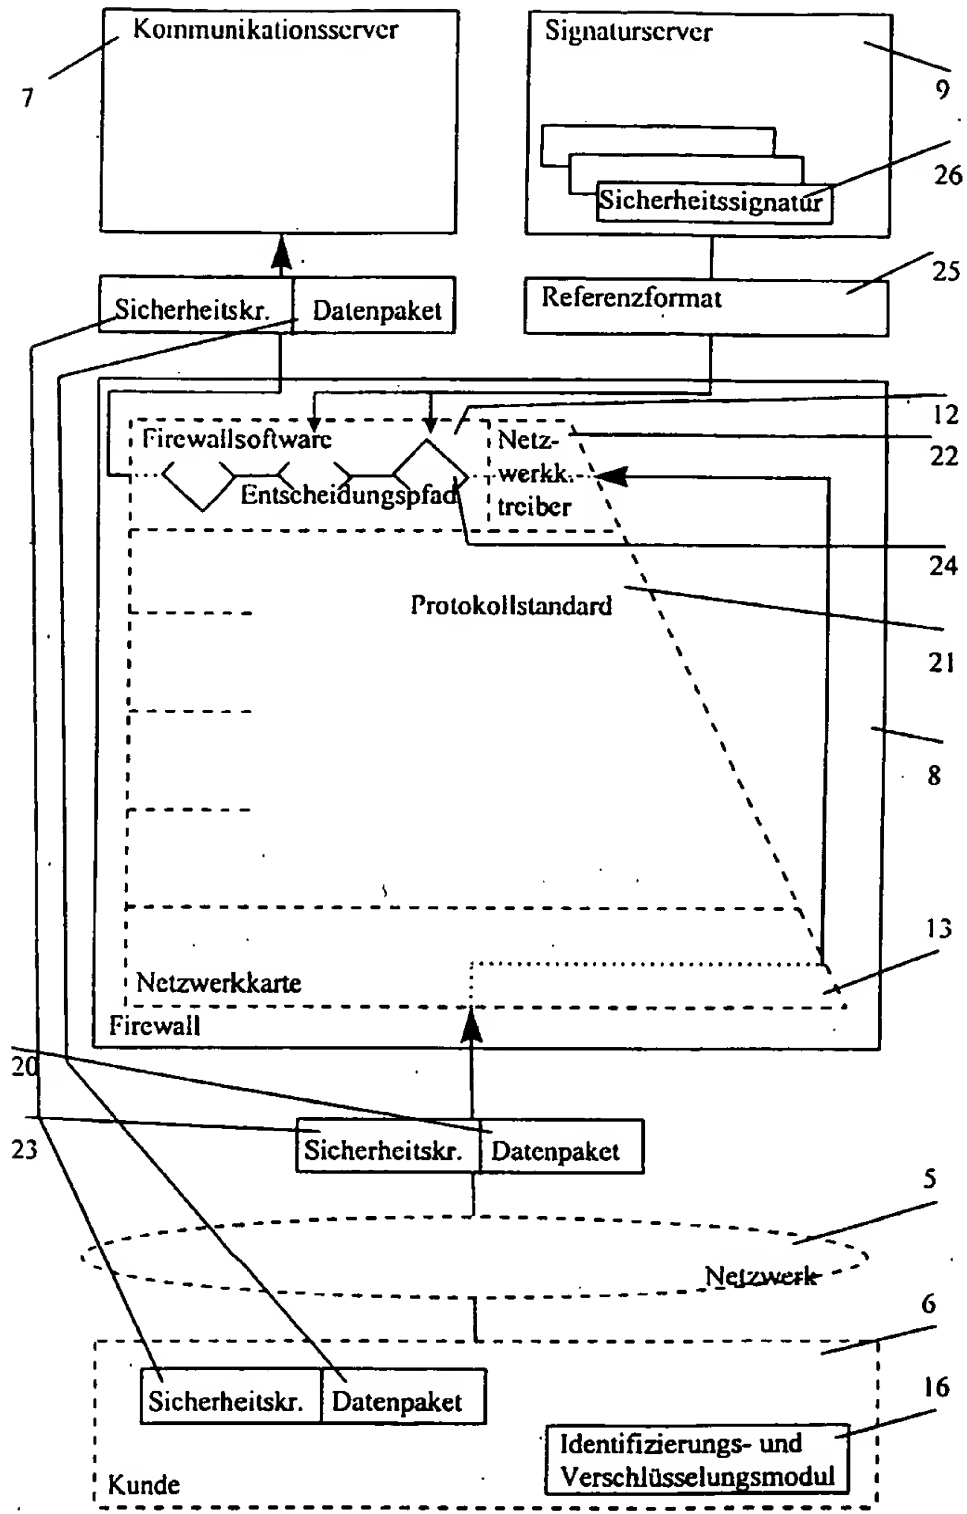 Kommunikationsserver
Signaturserver
7
9
26
Sicherheitssignatur
25
Sicherheitskr.
Datenpaket
Referenzformat
12
Firewallsoftware
Netz-
werkk.
treiber
22
Entscheidungspfad
24
Protokollstandard
21
8
13
Netzwerkkarte
Firewall
20
23
Sicherheitskr.
Datenpaket
5
Netzwerk
6
16
Sicherheitskr.
Datenpaket
Identifizierungs- und
Verschlüsselungsmodul
Kunde